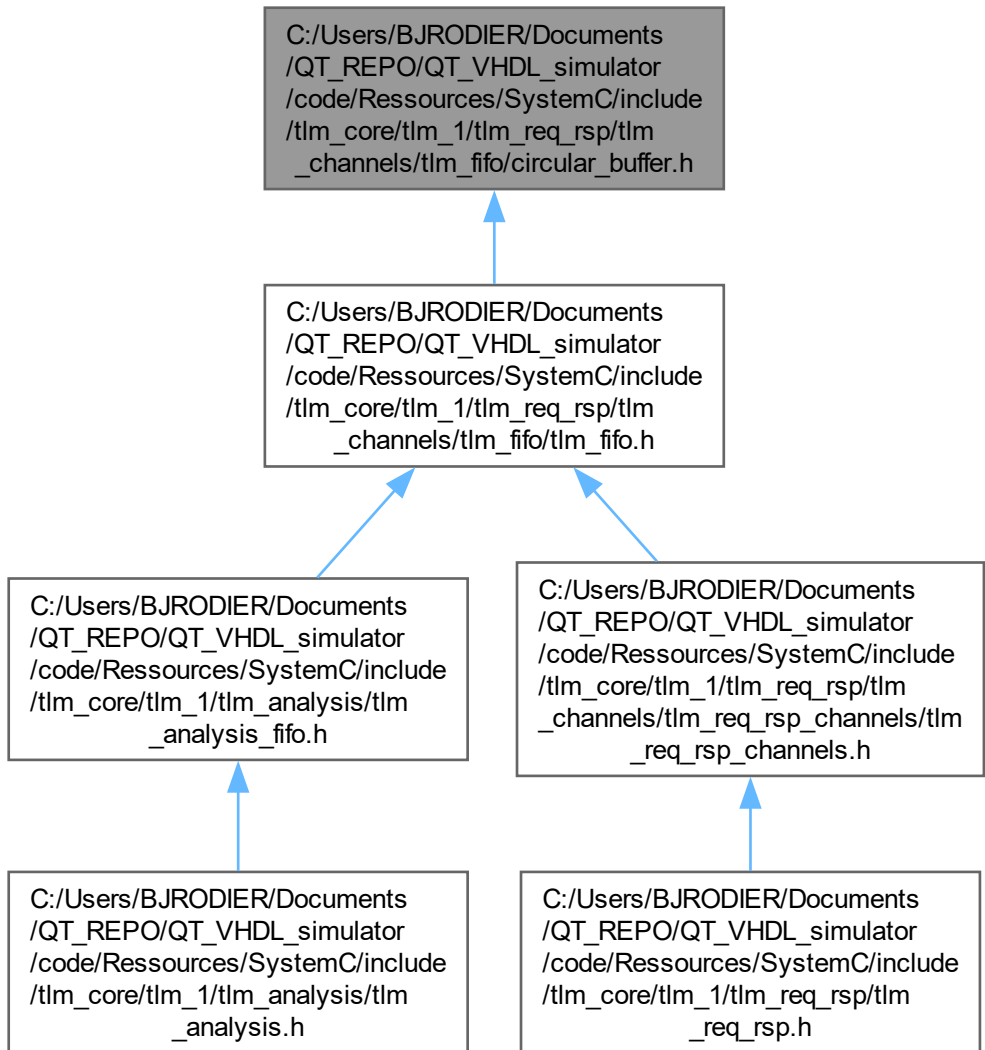 C:/Users/BJRODIER/Documents
/QT_REPO/QT_VHDL_simulator
/code/Ressources/SystemC/include
/tlm_core/tlm_1/tlm_req_rsp/tlm
_channels/tlm_fifo/circular_buffer.h
C:/Users/BJRODIER/Documents
/QT_REPO/QT_VHDL_simulator
/code/Ressources/SystemC/include
/tlm_core/tlm_1/tlm_req_rsp/tlm
_channels/tlm_fifo/tlm_fifo.h
C:/Users/BJRODIER/Documents
/QT_REPO/QT_VHDL_simulator
/code/Ressources/SystemC/include
/tlm_core/tlm_1/tlm_analysis/tlm
_analysis_fifo.h
C:/Users/BJRODIER/Documents
/QT_REPO/QT_VHDL_simulator
/code/Ressources/SystemC/include
/tlm_core/tlm_1/tlm_req_rsp/tlm
_channels/tlm_req_rsp_channels/tlm
_req_rsp_channels.h
C:/Users/BJRODIER/Documents
/QT_REPO/QT_VHDL_simulator
/code/Ressources/SystemC/include
/tlm_core/tlm_1/tlm_analysis/tlm
_analysis.h
C:/Users/BJRODIER/Documents
/QT_REPO/QT_VHDL_simulator
/code/Ressources/SystemC/include
/tlm_core/tlm_1/tlm_req_rsp/tlm
_req_rsp.h